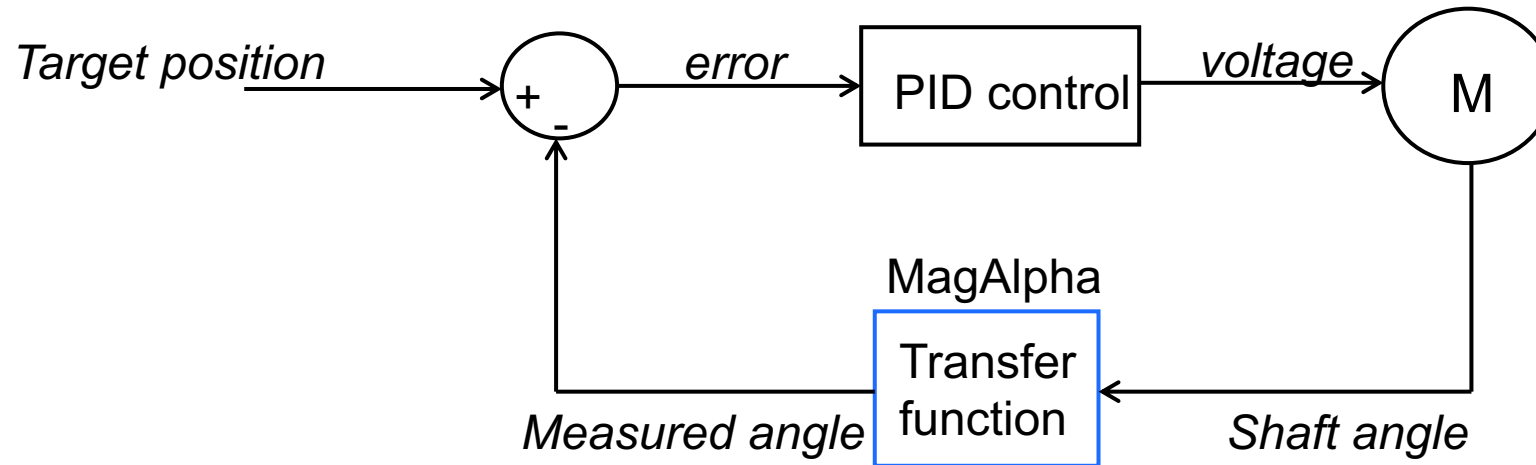 Target position
+
-
error
PID control
voltage
M
MagAlpha
Transfer
function
Measured angle
Shaft angle